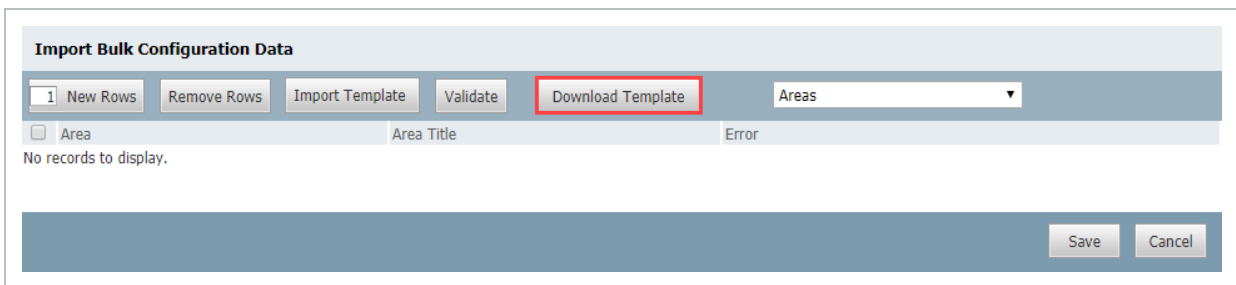 Import Bulk Configuration Data
1 New Rows Remove Rows Import Template Validate Download Template Areas
Area Area Title Error
No records to display.
Save Cancel